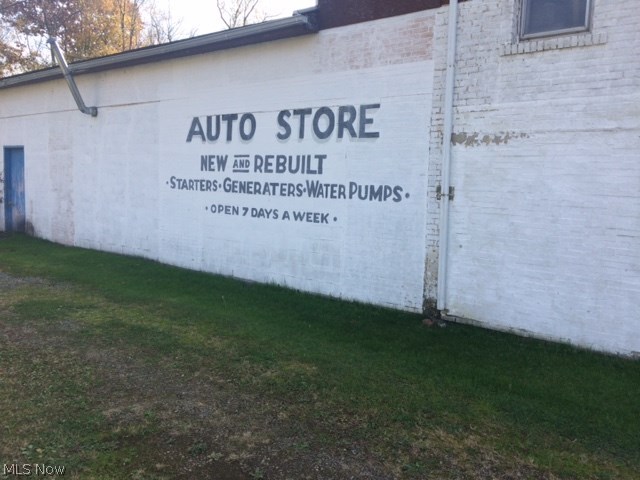 AUTO STORE
NEW AND REBUILT
· STARTERS · GENERATERS · WATER PUMPS ·
· OPEN 7 DAYS A WEEK ·
MLS Now